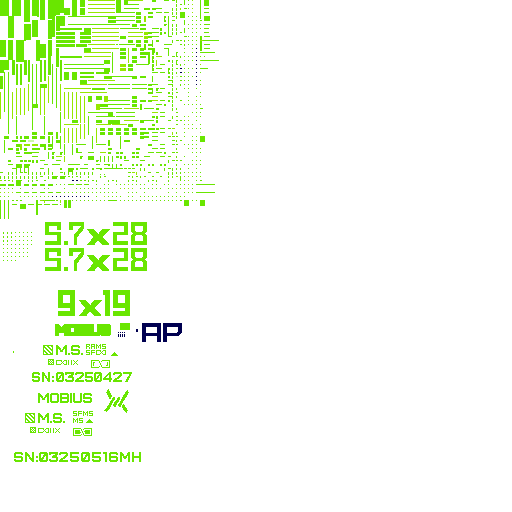 5.7x28
5.7x28
9x19
MOBIUS
AP
M.S.
SN:03250427
MOBIUS
M.S. SFMS
MS
SN:03250516MH